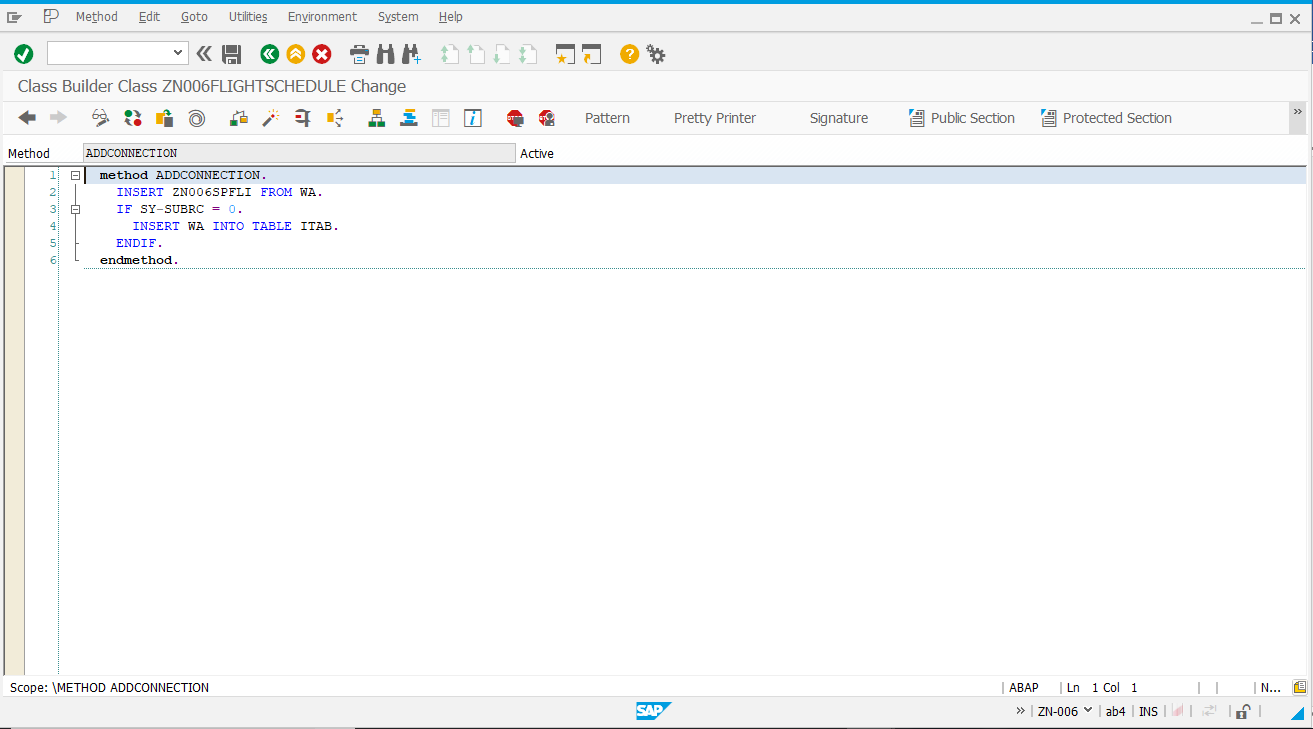 Method Edit Goto Utilities Environment System Help
Class Builder Class ZN006FLIGHTSCHEDULE Change
Pattern Pretty Printer Signature Public Section Protected Section
Method ADDCONNECTION Active
1 method ADDCONNECTION.
2 INSERT ZN006SPFLI FROM WA.
3 IF SY-SUBRC = 0.
4 INSERT WA INTO TABLE ITAB.
5 ENDIF.
6 endmethod.
Scope: \METHOD ADDCONNECTION ABAP Ln 1 Col 1 N...
SAP ZN-006 ab4 INS